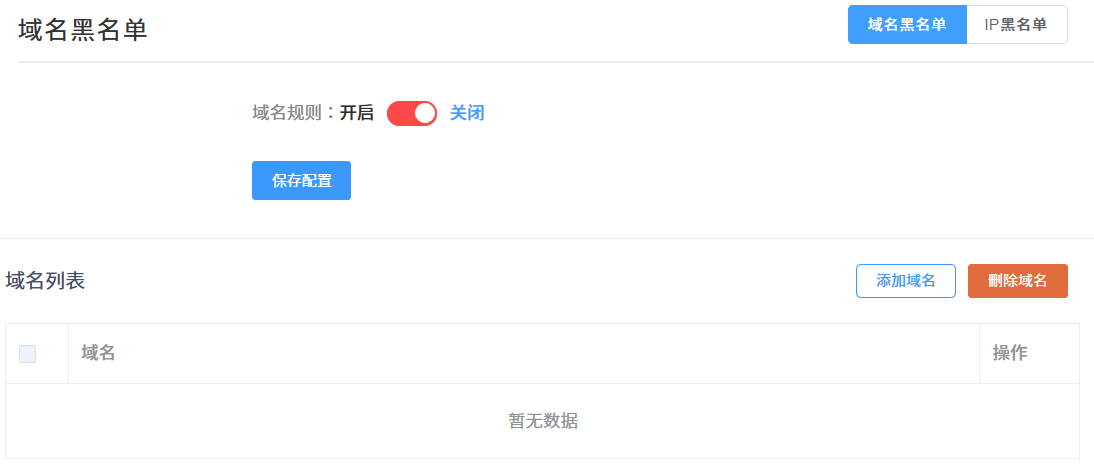 域名黑名单
域名黑名单 IP黑名单
域名规则：开启 关闭
保存配置
域名列表
添加域名 删除域名
域名 操作
暂无数据